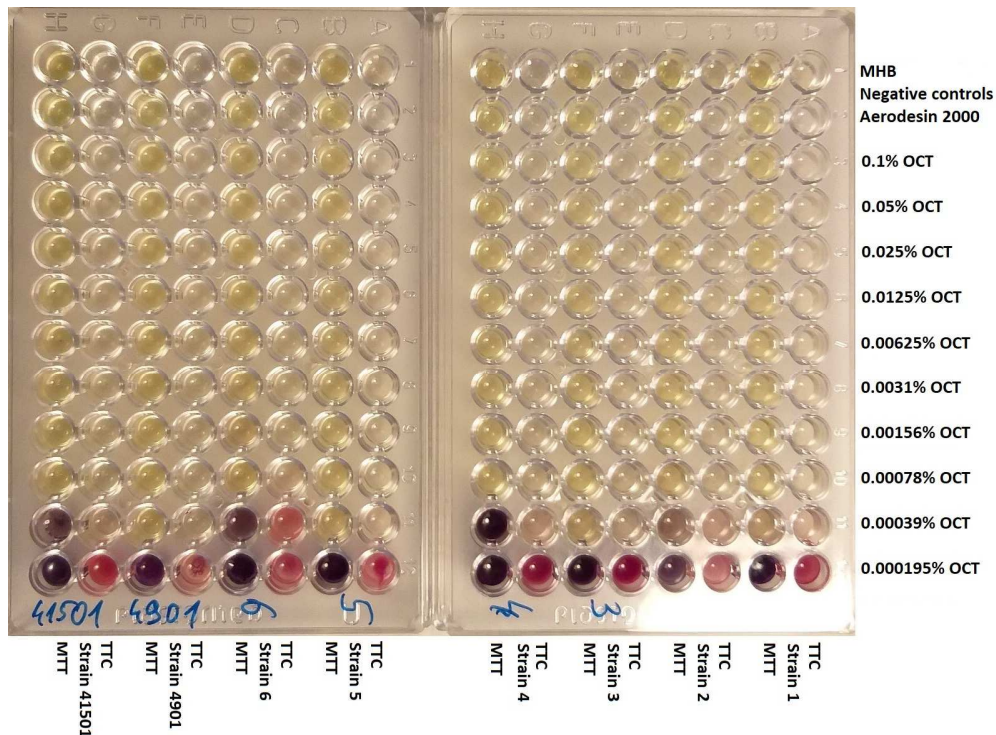 MHB
Negative controls
Aerodesin 2000
0.1% OCT
0.05% OCT
0.025% OCT
0.0125% OCT
0.00625% OCT
0.0031% OCT
0.00156% OCT
0.00078% OCT
0.00039% OCT
0.000195% OCT
H G F E D C B A
H G F E D C B A
41501 4901 6 5 4 3
TTC
Strain 41501
MTT
TTC
Strain 4901
MTT
TTC
Strain 6
MTT
TTC
Strain 5
MTT
TTC
Strain 4
MTT
TTC
Strain 3
MTT
TTC
Strain 2
MTT
TTC
Strain 1
MTT